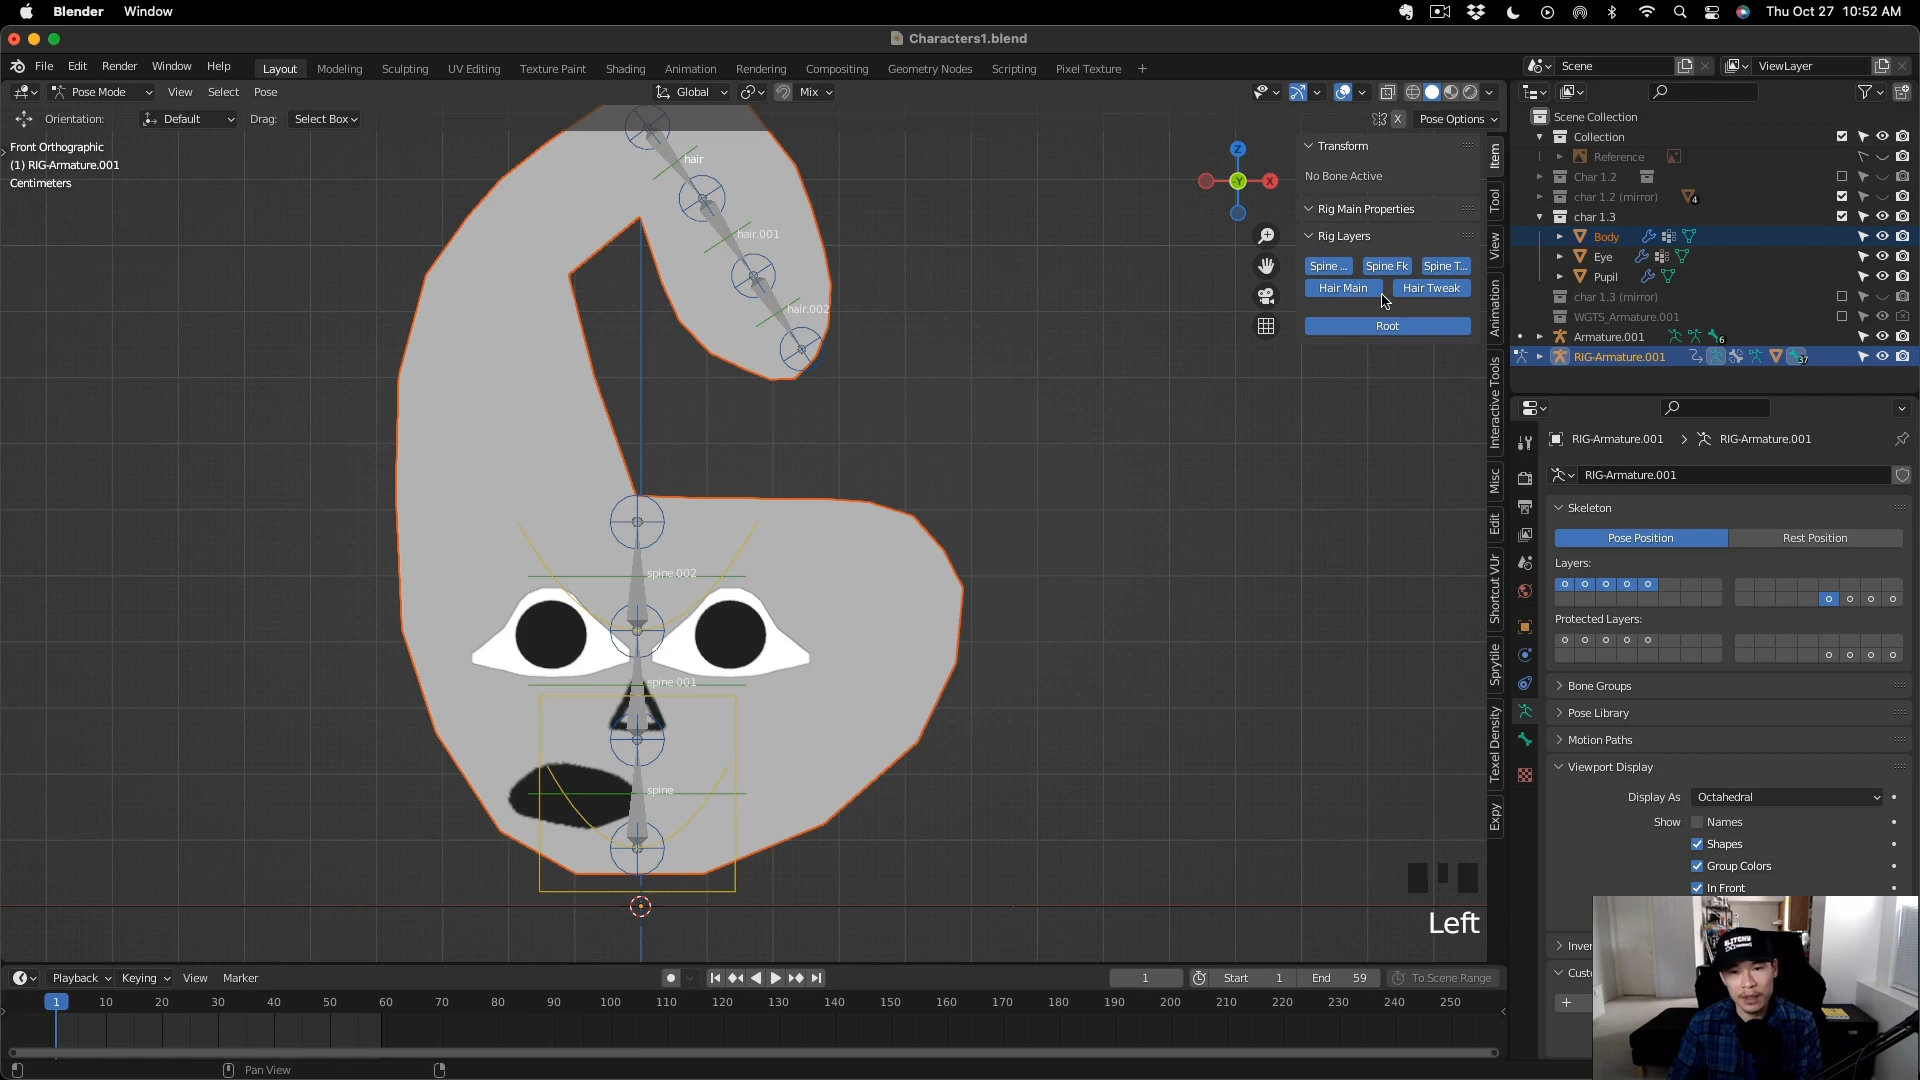 Blender Window Thu Oct 27 10:52 AM
Characters1.blend
File Edit Render Window Help Layout Modeling Sculpting UV Editing Texture Paint Shading Animation Rendering Compositing Geometry Nodes Scripting Pixel Texture + Scene ViewLayer
Pose Mode View Select Pose Global Mix
Orientation: Default Drag: Select Box X Pose Options
Front Orthographic
(1) RIG-Armature.001
Centimeters
hair
hair.001
hair.002
spine.002
spine.001
spine
Z
-Y
X
Transform
No Bone Active
Rig Main Properties
Rig Layers
Spine ... Spine Fk Spine T...
Hair Main Hair Tweak
Root
Item
Tool
View
Animation
Interactive Tools
Misc
Edit
Shortcut VUr
Sprytile
Texel Density
Expy
Left
Scene Collection
Collection
Reference
Char 1.2
char 1.2 (mirror) 4
char 1.3
Body
Eye
Pupil
char 1.3 (mirror)
WGTS_Armature.001
Armature.001 6
RIG-Armature.001 37
RIG-Armature.001 RIG-Armature.001
RIG-Armature.001
Skeleton
Pose Position Rest Position
Layers:
Protected Layers:
Bone Groups
Pose Library
Motion Paths
Viewport Display
Display As Octahedral
Show Names
Shapes
Group Colors
In Front
Inver
Custo
+
Playback Keying View Marker 1 Start 1 End 59 To Scene Range
1 10 20 30 40 50 60 70 80 90 100 110 120 130 140 150 160 170 180 190 200 210 220 230 240 250
Pan View